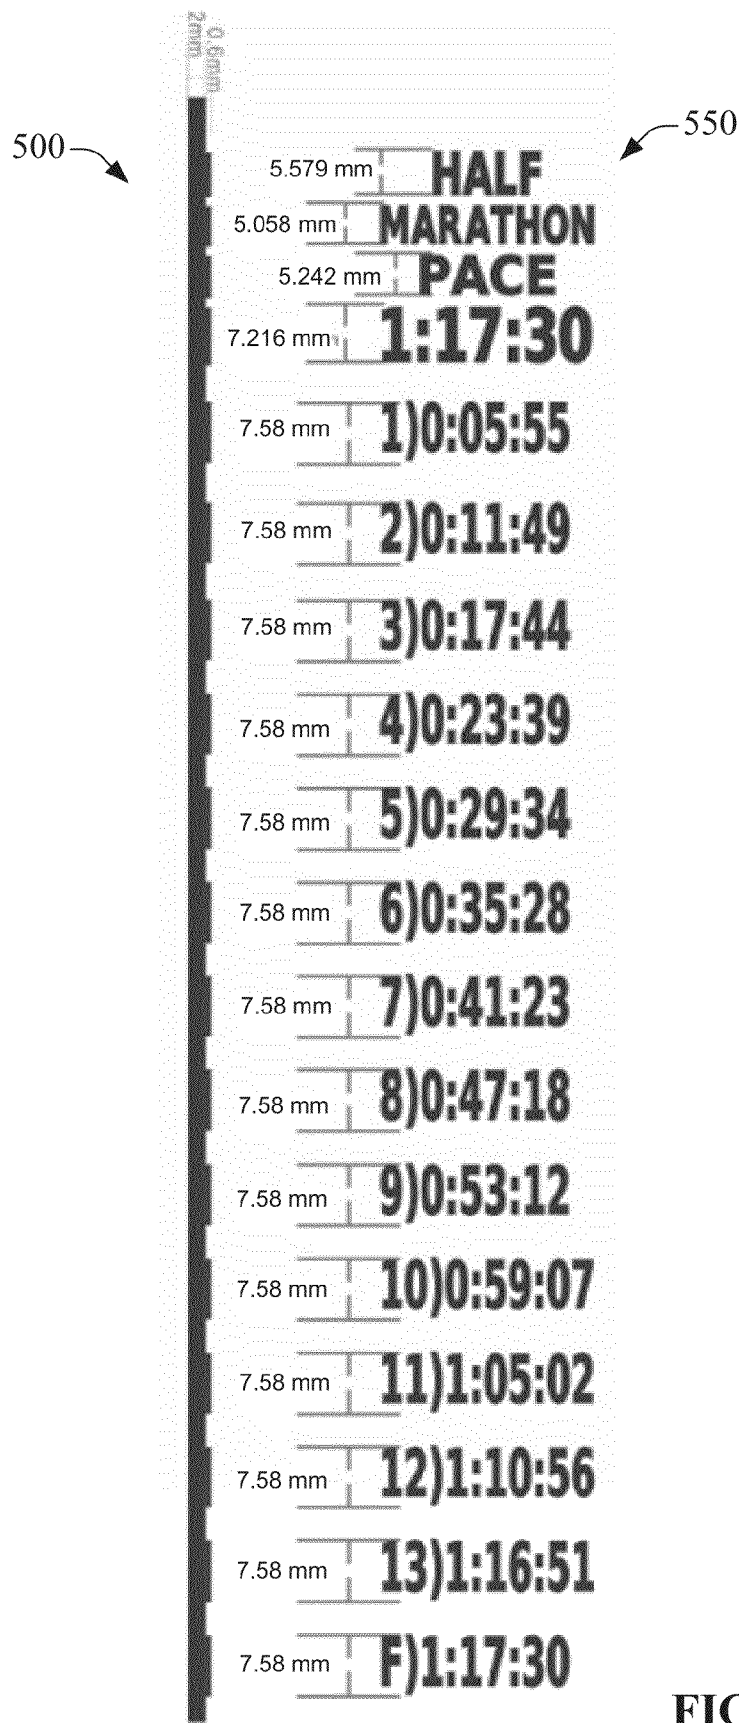 2mm
0.6mm
500
550
5.579 mm HALF
5.058 mm MARATHON
5.242 mm PACE
7.216 mm 1:17:30
7.58 mm 1)0:05:55
7.58 mm 2)0:11:49
7.58 mm 3)0:17:44
7.58 mm 4)0:23:39
7.58 mm 5)0:29:34
7.58 mm 6)0:35:28
7.58 mm 7)0:41:23
7.58 mm 8)0:47:18
7.58 mm 9)0:53:12
7.58 mm 10)0:59:07
7.58 mm 11)1:05:02
7.58 mm 12)1:10:56
7.58 mm 13)1:16:51
7.58 mm F)1:17:30